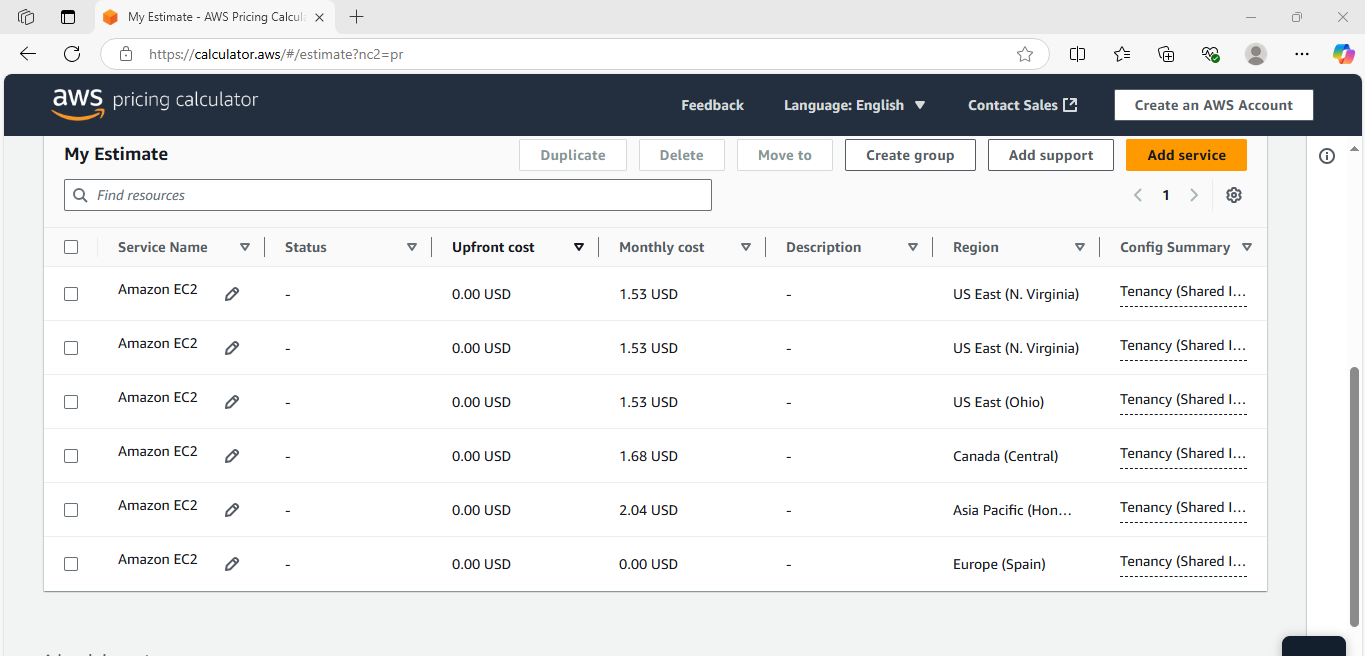 My Estimate - AWS Pricing Calcula
https://calculator.aws/#/estimate?nc2=pr
aws pricing calculator
Feedback
Language: English
Contact Sales
Create an AWS Account
My Estimate
Duplicate
Delete
Move to
Create group
Add support
Add service
Find resources
1
Service Name Status Upfront cost Monthly cost Description Region Config Summary
Amazon EC2 - 0.00 USD 1.53 USD - US East (N. Virginia) Tenancy (Shared I...
Amazon EC2 - 0.00 USD 1.53 USD - US East (N. Virginia) Tenancy (Shared I...
Amazon EC2 - 0.00 USD 1.53 USD - US East (Ohio) Tenancy (Shared I...
Amazon EC2 - 0.00 USD 1.68 USD - Canada (Central) Tenancy (Shared I...
Amazon EC2 - 0.00 USD 2.04 USD - Asia Pacific (Hon... Tenancy (Shared I...
Amazon EC2 - 0.00 USD 0.00 USD - Europe (Spain) Tenancy (Shared I...